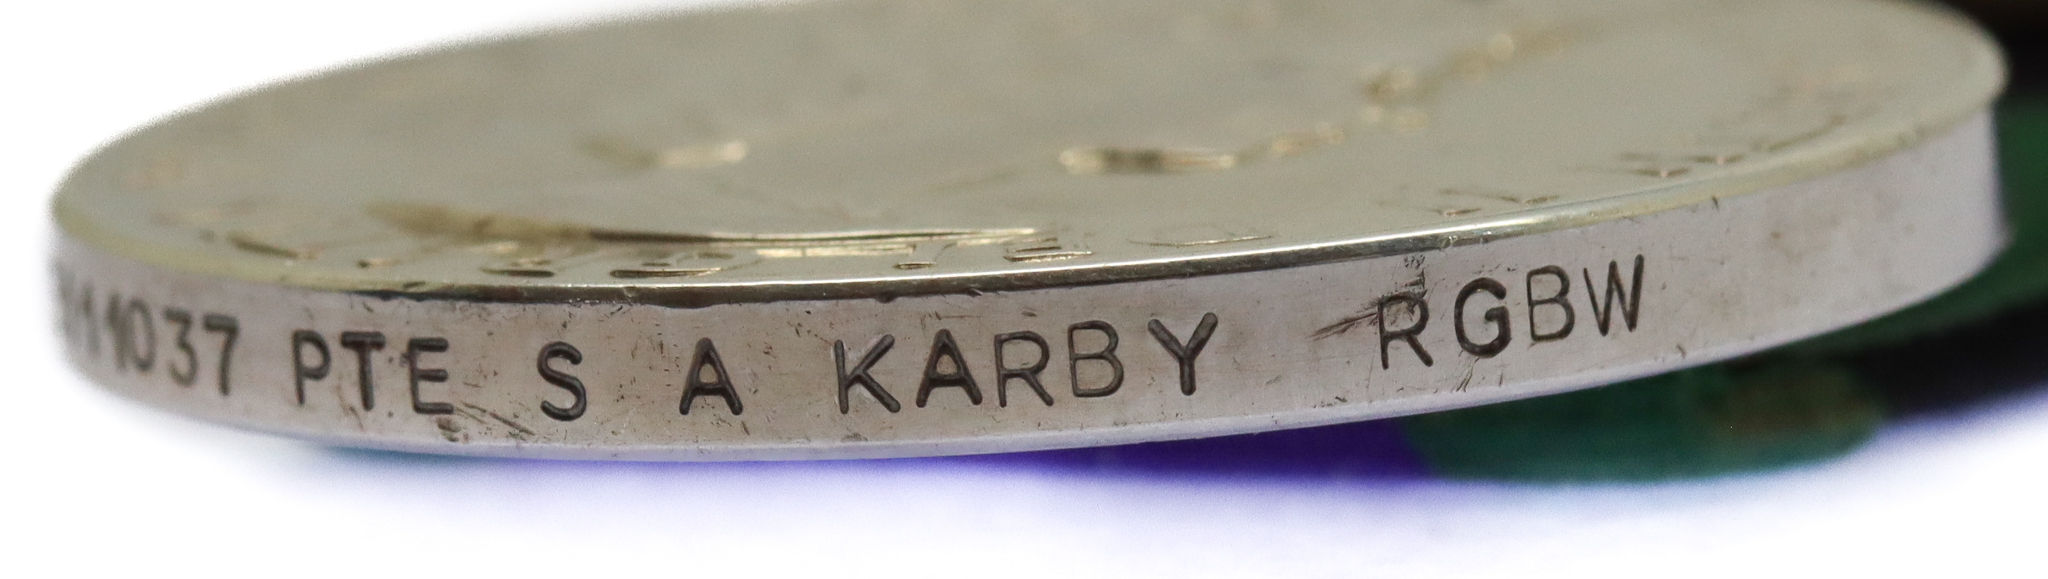 11037 PTE S A KARBY RGBW